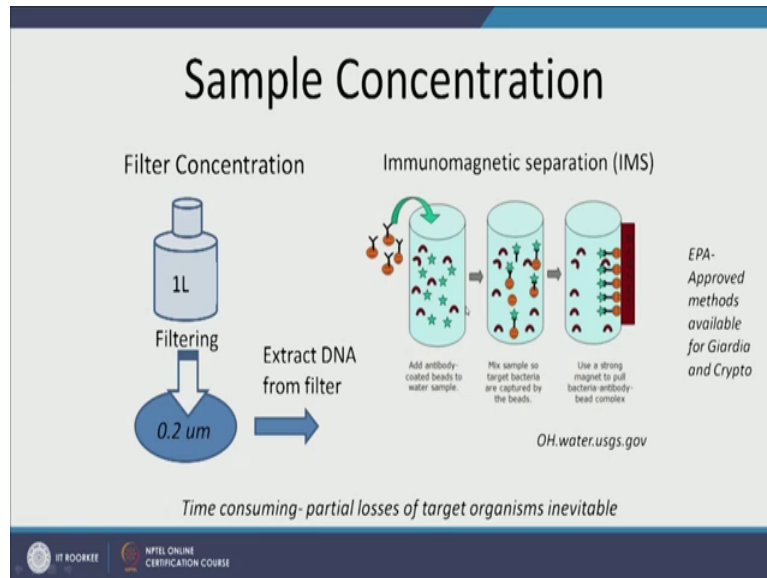 Sample Concentration
Filter Concentration
1L
Filtering
0.2 um
Extract DNA
from filter
Immunomagnetic separation (IMS)
Add antibody-
coated beads to
water sample.
Mix sample so
target bacteria
are captured by
the beads.
Use a strong
magnet to pull
bacteria-antibody-
bead complex
EPA-
Approved
methods
available
for Giardia
and Crypto
OH.water.usgs.gov
Time consuming- partial losses of target organisms inevitable
IIT ROORKEE
NPTEL ONLINE
CERTIFICATION COURSE